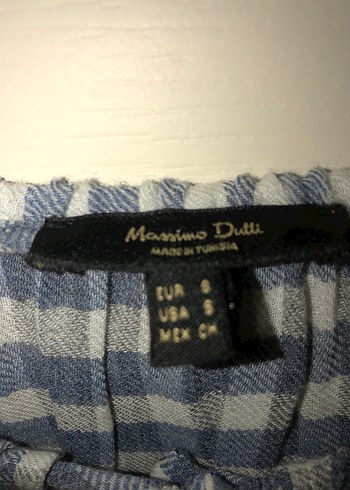 Massimo Dutti
MADE IN TUNISIA
EUR S
USA S
MEX CH